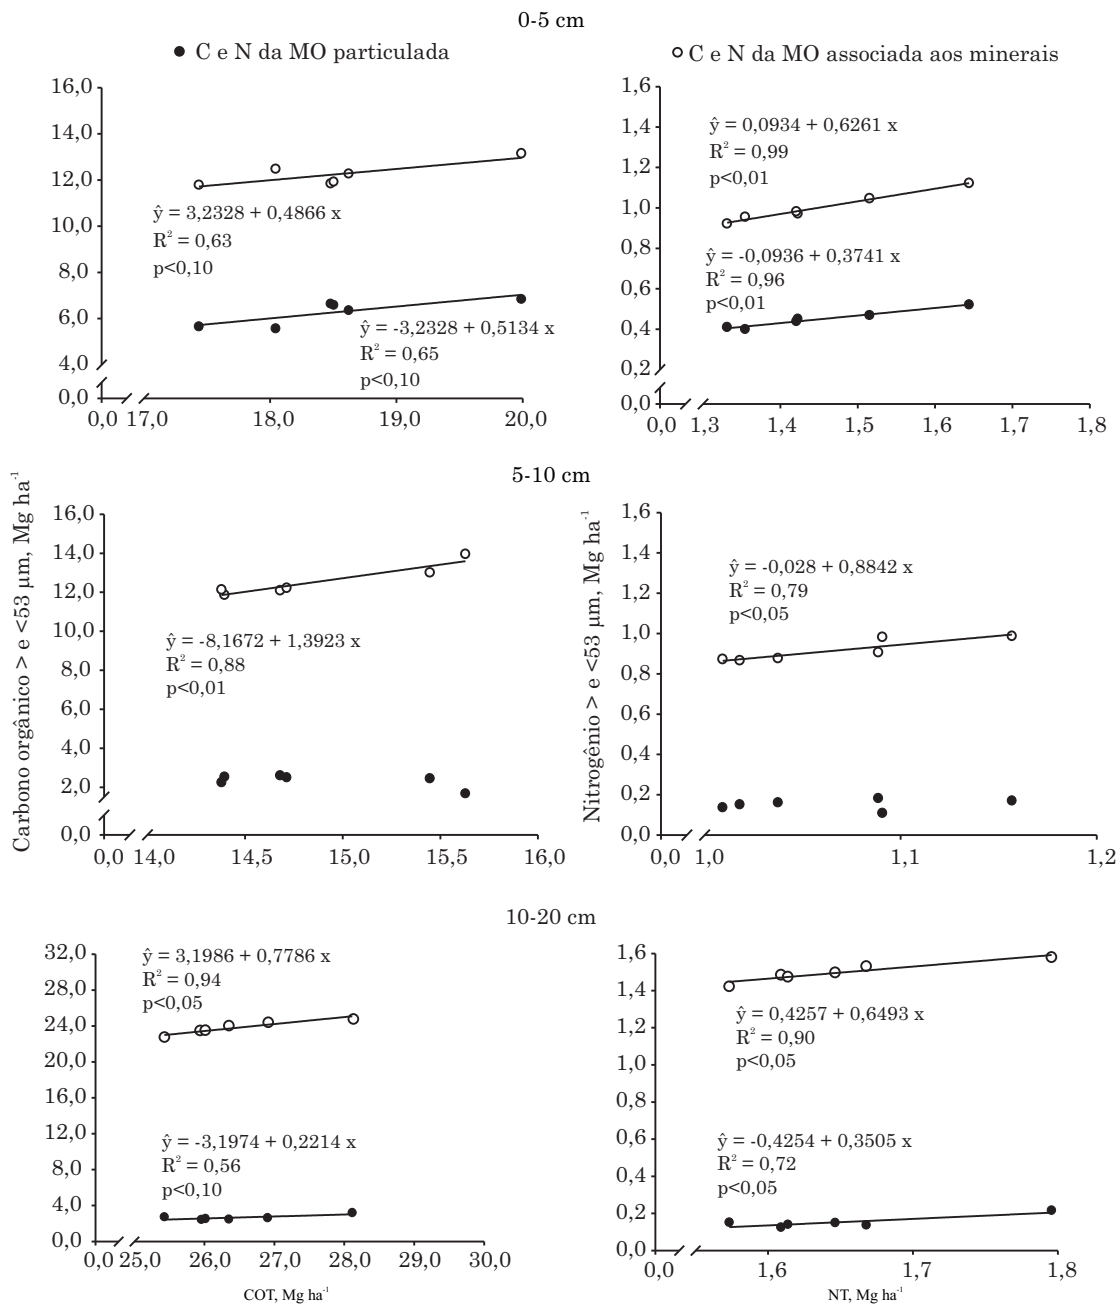 0-5 cm
● C e N da MO particulada
○ C e N da MO associada aos minerais
16,0
14,0
12,0
10,0
8,0
6,0
4,0
0,0
ŷ = 3,2328 + 0,4866 x
R² = 0,63
p<0,10
ŷ = -3,2328 + 0,5134 x
R² = 0,65
p<0,10
0,0 17,0 18,0 19,0 20,0
1,6
1,4
1,2
1,0
0,8
0,6
0,4
0,2
0,0
ŷ = 0,0934 + 0,6261 x
R² = 0,99
p<0,01
ŷ = -0,0936 + 0,3741 x
R² = 0,96
p<0,01
0,0 1,3 1,4 1,5 1,6 1,7 1,8
5-10 cm
Carbono orgânico > e <53 µm, Mg ha⁻¹
16,0
14,0
12,0
10,0
8,0
6,0
4,0
2,0
0,0
ŷ = -8,1672 + 1,3923 x
R² = 0,88
p<0,01
0,0 14,0 14,5 15,0 15,5 16,0
Nitrogênio > e <53 µm, Mg ha⁻¹
1,6
1,4
1,2
1,0
0,8
0,6
0,4
0,2
0,0
ŷ = -0,028 + 0,8842 x
R² = 0,79
p<0,05
0,0 1,0 1,1 1,2
10-20 cm
32,0
28,0
24,0
20,0
16,0
12,0
8,0
4,0
0,0
ŷ = 3,1986 + 0,7786 x
R² = 0,94
p<0,05
ŷ = -3,1974 + 0,2214 x
R² = 0,56
p<0,10
0,0 25,0 26,0 27,0 28,0 30,0
COT, Mg ha⁻¹
1,6
1,4
1,2
1,0
0,8
0,6
0,4
0,2
0,0
ŷ = 0,4257 + 0,6493 x
R² = 0,90
p<0,05
ŷ = -0,4254 + 0,3505 x
R² = 0,72
p<0,05
0,0 1,6 1,7 1,8
NT, Mg ha⁻¹